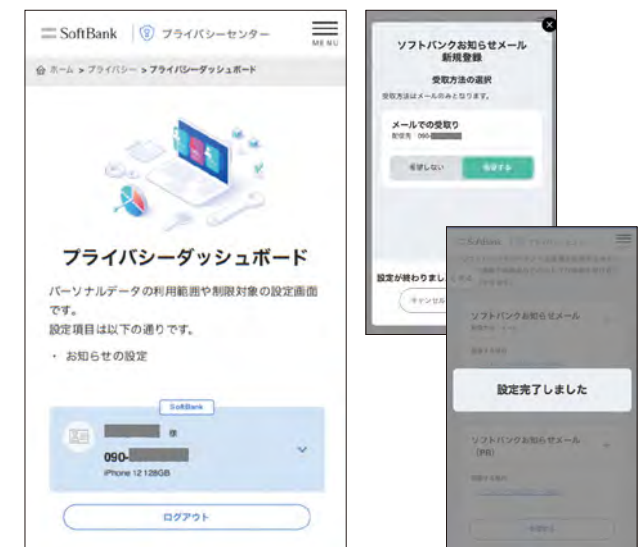 SoftBank
プライバシーセンター
MENU
ホーム > プライバシー > プライバシーダッシュボード
プライバシーダッシュボード
パーソナルデータの利用範囲や制限対象の設定画面
です。
設定項目は以下の通りです。
・ お知らせの設定
SoftBank
様
090-
iPhone 12 128GB
ログアウト
ソフトバンクお知らせメール
新規登録
受取方法の選択
受取方法はメールのみとなります。
メールでの受取り
配信先 090-
希望しない
希望する
設定が終わりまし
キャンセル
SoftBank
ソフトバンクお知らせメール
設定完了しました
ソフトバンクお知らせメール
(PR)